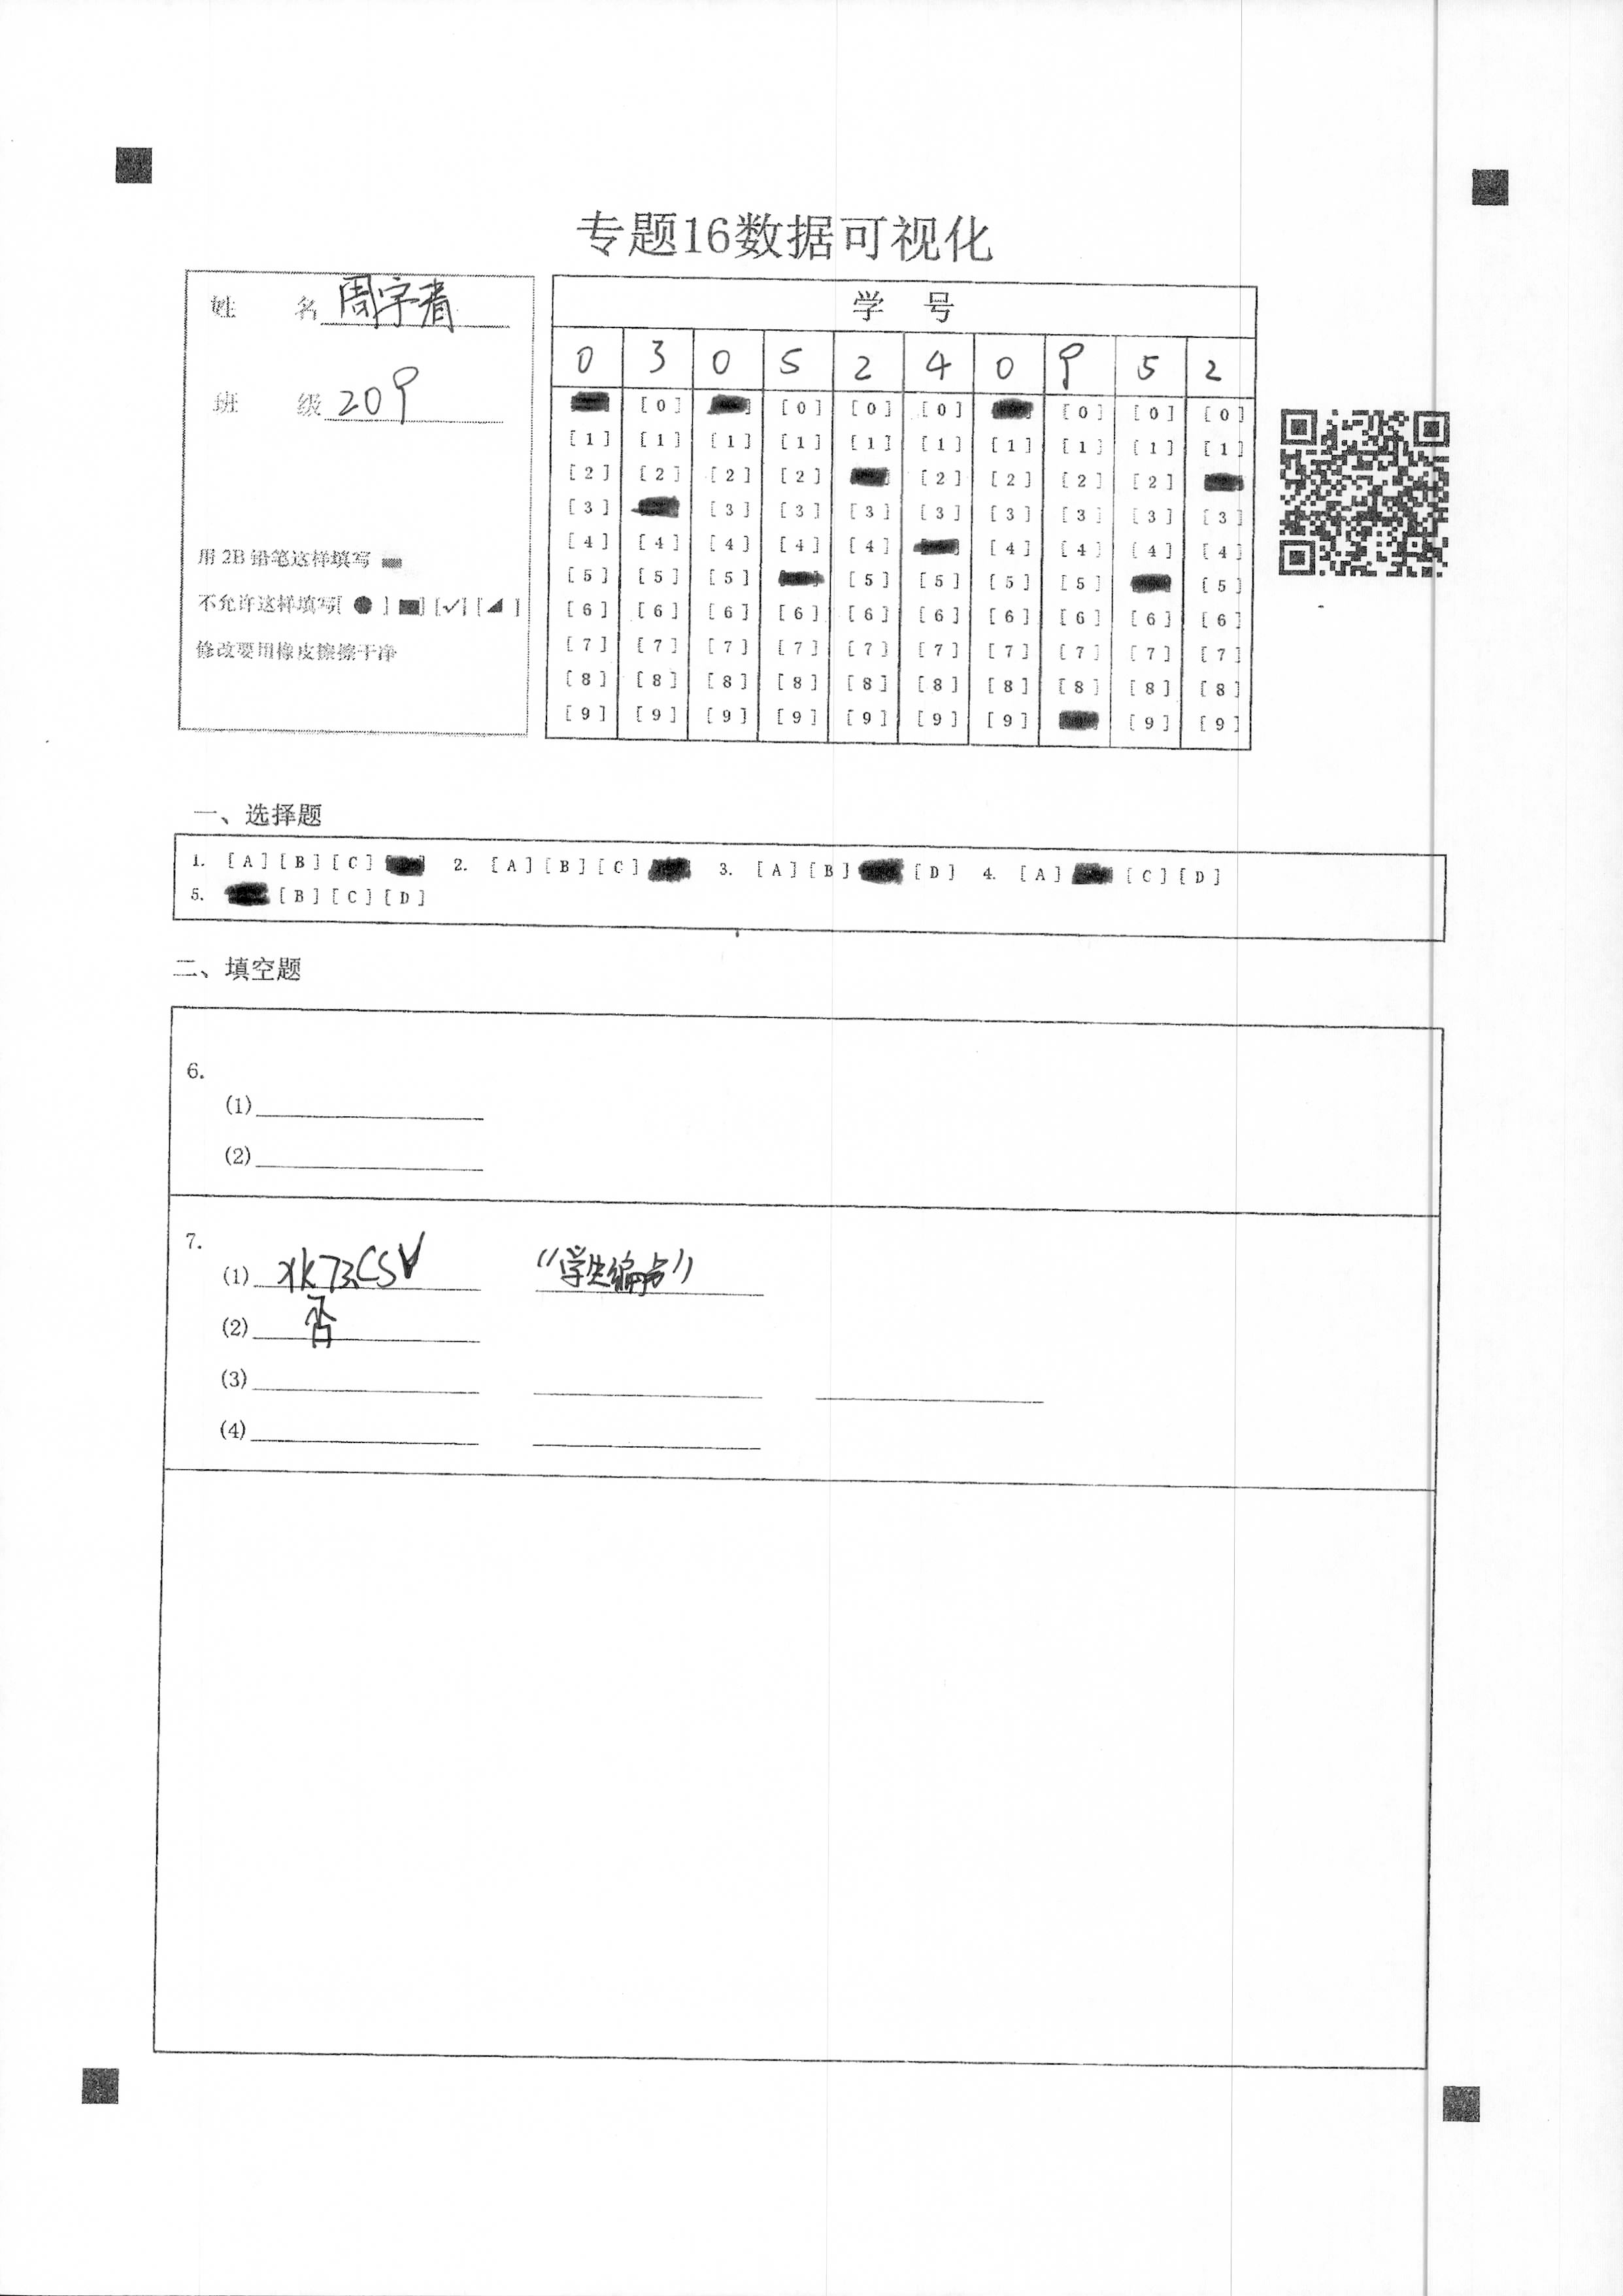 专题16数据可视化
姓 名 周宇
班 级 209
用 2B 铅笔这样填写
不允许这样填写[ ● ] [■] [✓] [◢ ]
修改要用橡皮擦擦干净
学 号
0 3 0 5 2 4 0 9 5 2
[0] [0] [0] [0] [0] [0]
[1] [1] [1] [1] [1] [1] [1] [1] [1] [1]
[2] [2] [2] [2] [2] [2] [2] [2]
[3] [3] [3] [3] [3] [3] [3] [3] [3]
[4] [4] [4] [4] [4] [4] [4] [4] [4]
[5] [5] [5] [5] [5] [5] [5] [5]
[6] [6] [6] [6] [6] [6] [6] [6] [6] [6]
[7] [7] [7] [7] [7] [7] [7] [7] [7] [7]
[8] [8] [8] [8] [8] [8] [8] [8] [8] [8]
[9] [9] [9] [9] [9] [9] [9] [9] [9]
一、选择题
1. [A] [B] [C] 2. [A] [B] [C] 3. [A] [B] [D] 4. [A] [C] [D]
5. [B] [C] [D]
二、填空题
6.
(1)
(2)
7.
(1) xk73.csv "学生编号"
(2) 否
(3)
(4)